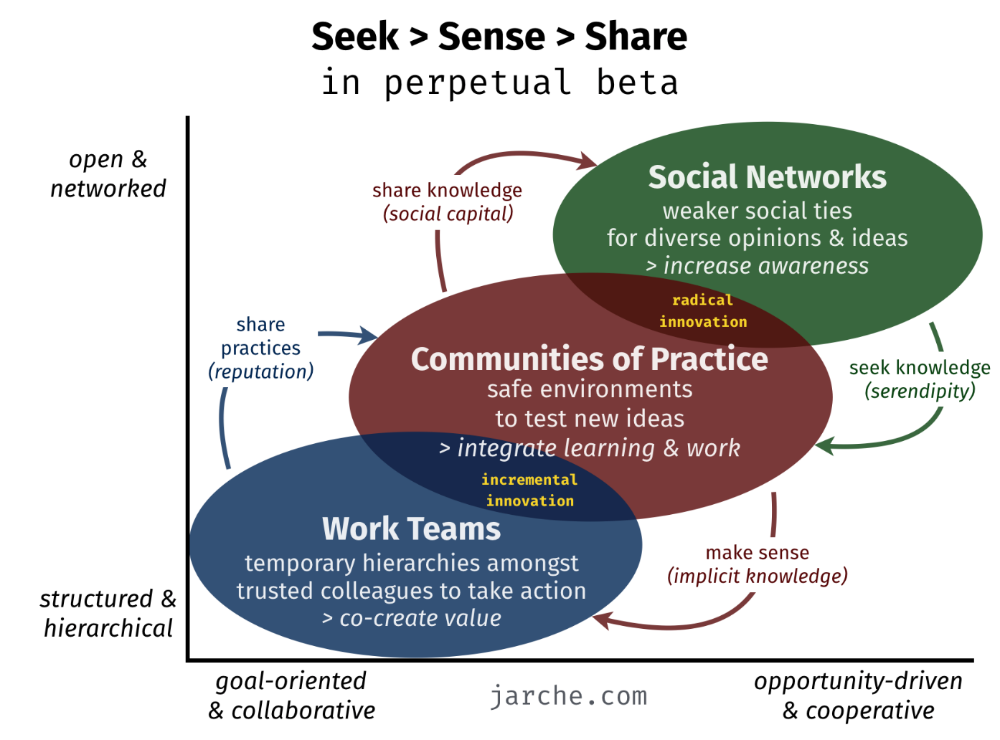 Seek > Sense > Share
in perpetual beta
open &
networked
share knowledge
(social capital)
Social Networks
weaker social ties
for diverse opinions & ideas
> increase awareness
radical
innovation
share
practices
(reputation)
Communities of Practice
safe environments
to test new ideas
> integrate learning & work
seek knowledge
(serendipity)
incremental
innovation
Work Teams
temporary hierarchies amongst
trusted colleagues to take action
> co-create value
make sense
(implicit knowledge)
structured &
hierarchical
goal-oriented
& collaborative
jarche.com
opportunity-driven
& cooperative